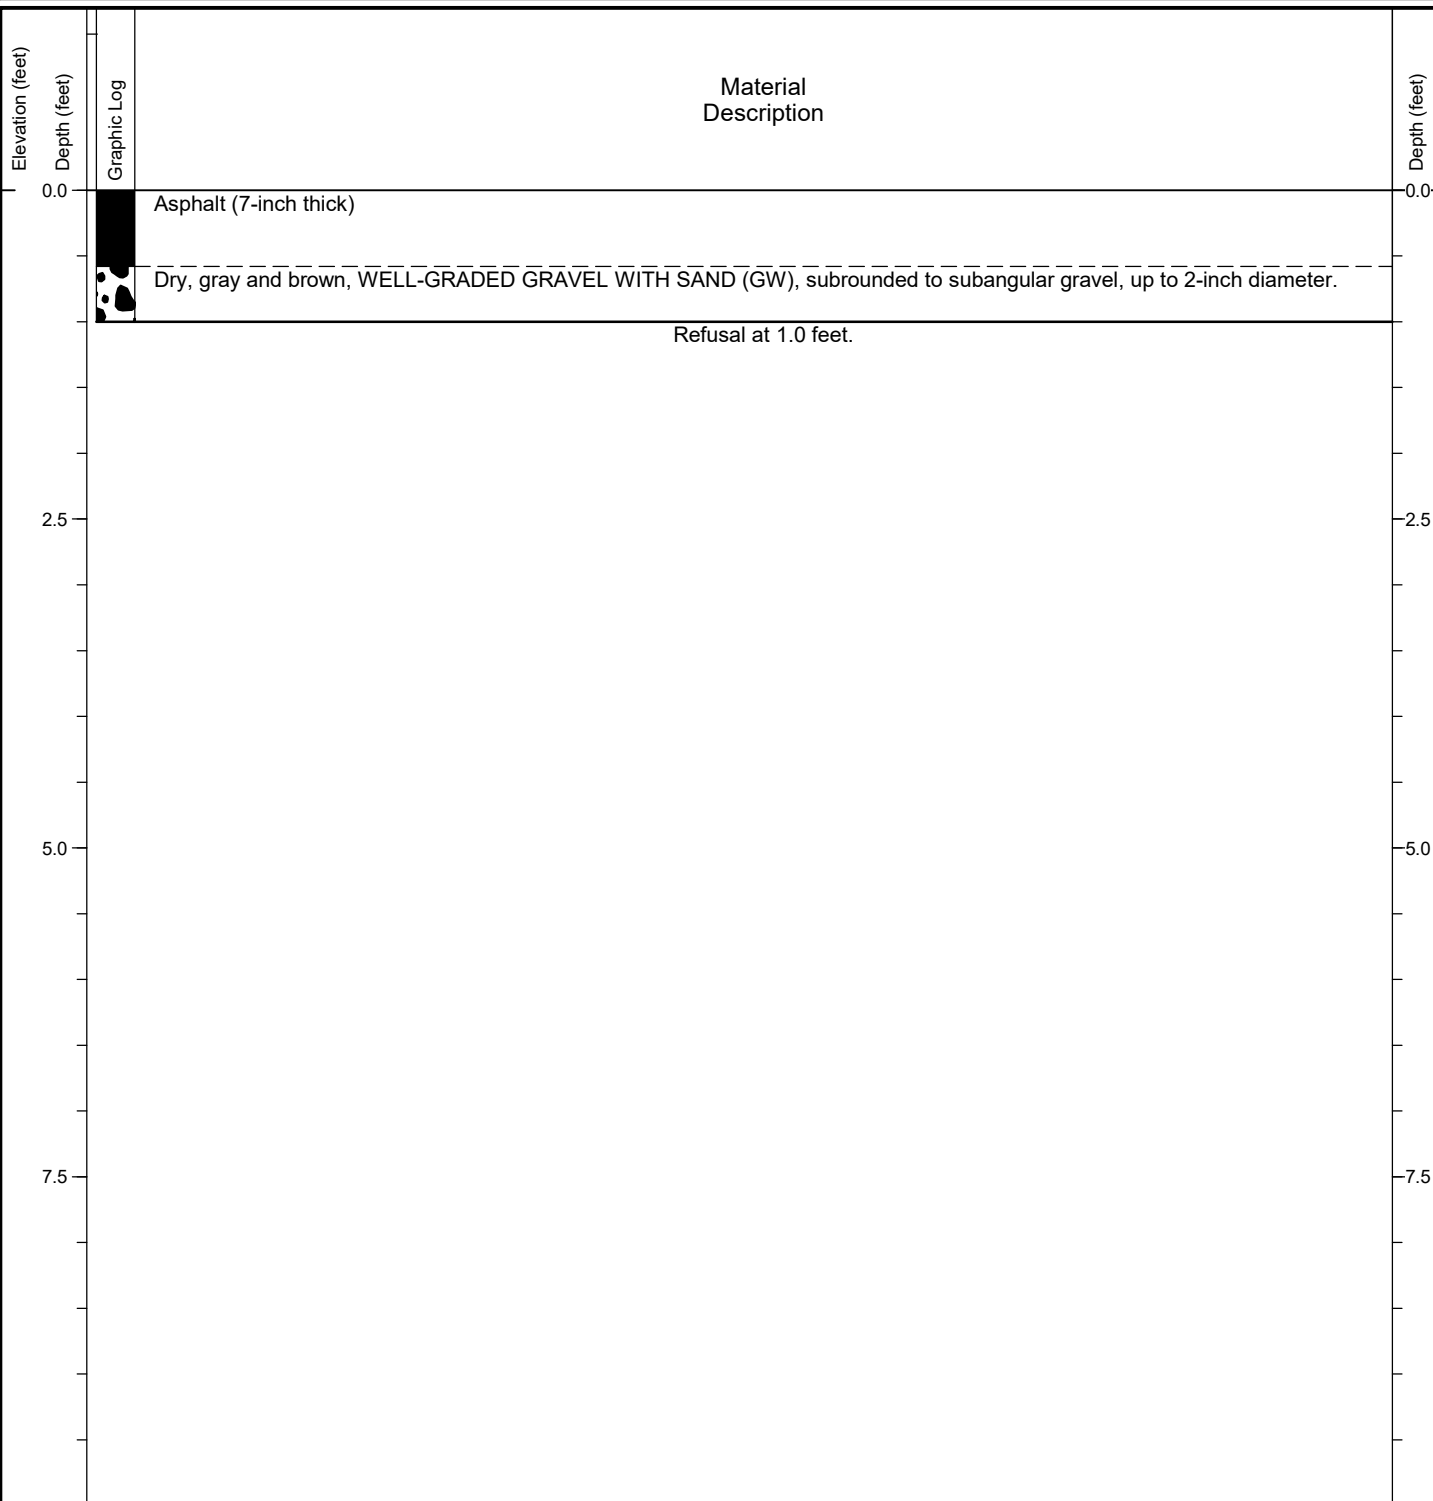 Elevation (feet)
Depth (feet)
Graphic Log
Material
Description
Depth (feet)
0.0
0.0
Asphalt (7-inch thick)
Dry, gray and brown, WELL-GRADED GRAVEL WITH SAND (GW), subrounded to subangular gravel, up to 2-inch diameter.
Refusal at 1.0 feet.
2.5
2.5
5.0
5.0
7.5
7.5